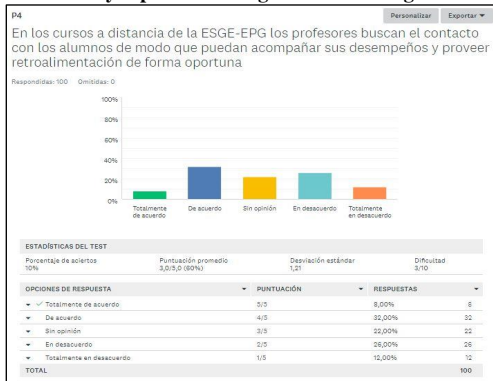 P4
Personalizar
Exportar
En los cursos a distancia de la ESGE-EPG los profesores buscan el contacto
con los alumnos de modo que puedan acompañar sus desempeños y proveer
retroalimentación de forma oportuna
Respondidas: 100 Omitidas: 0
100%
80%
60%
40%
20%
0%
Totalmente
de acuerdo
De acuerdo
Sin opinión
En desacuerdo
Totalmente
en desacuerdo
ESTADÍSTICAS DEL TEST
Porcentaje de aciertos
10%
Puntuación promedio
3,0/5,0 (60%)
Desviación estándar
1,21
Dificultad
3/10
OPCIONES DE RESPUESTA
PUNTUACIÓN
RESPUESTAS
Totalmente de acuerdo 5/5 8,00% 8
De acuerdo 4/5 32,00% 32
Sin opinión 3/5 22,00% 22
En desacuerdo 2/5 26,00% 26
Totalmente en desacuerdo 1/5 12,00% 12
TOTAL 100